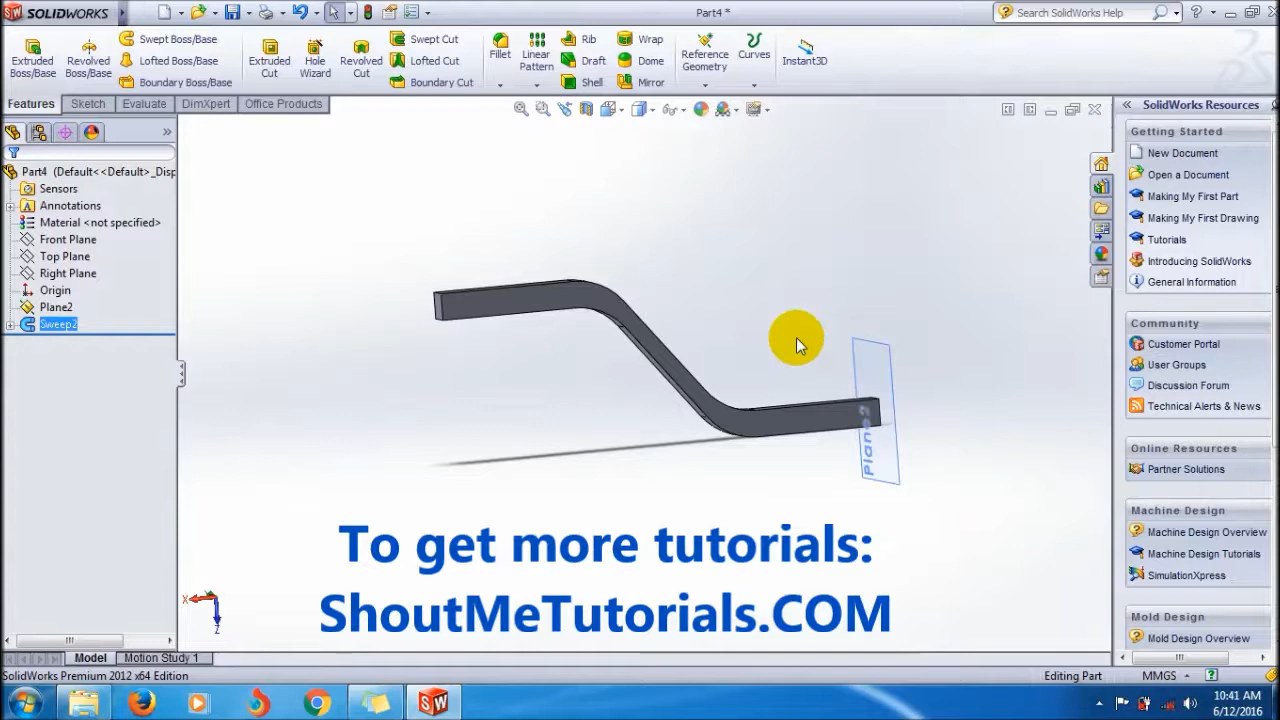 SOLIDWORKS
Part4 *
Search SolidWorks Help
Extruded Boss/Base
Revolved Boss/Base
Swept Boss/Base
Lofted Boss/Base
Boundary Boss/Base
Extruded Cut
Hole Wizard
Revolved Cut
Swept Cut
Lofted Cut
Boundary Cut
Fillet
Linear Pattern
Rib
Draft
Shell
Wrap
Dome
Mirror
Reference Geometry
Curves
Instant3D
Features
Sketch
Evaluate
DimXpert
Office Products
Part4 (Default<<Default>_Disp
Sensors
Annotations
Material <not specified>
Front Plane
Top Plane
Right Plane
Origin
Plane2
Sweep2
Plane2
X
Z
To get more tutorials:
ShoutMeTutorials.COM
SolidWorks Resources
Getting Started
New Document
Open a Document
Making My First Part
Making My First Drawing
Tutorials
Introducing SolidWorks
General Information
Community
Customer Portal
User Groups
Discussion Forum
Technical Alerts & News
Online Resources
Partner Solutions
Machine Design
Machine Design Overview
Machine Design Tutorials
SimulationXpress
Mold Design
Mold Design Overview
Model
Motion Study 1
SolidWorks Premium 2012 x64 Edition
Editing Part
MMGS
10:41 AM
6/12/2016